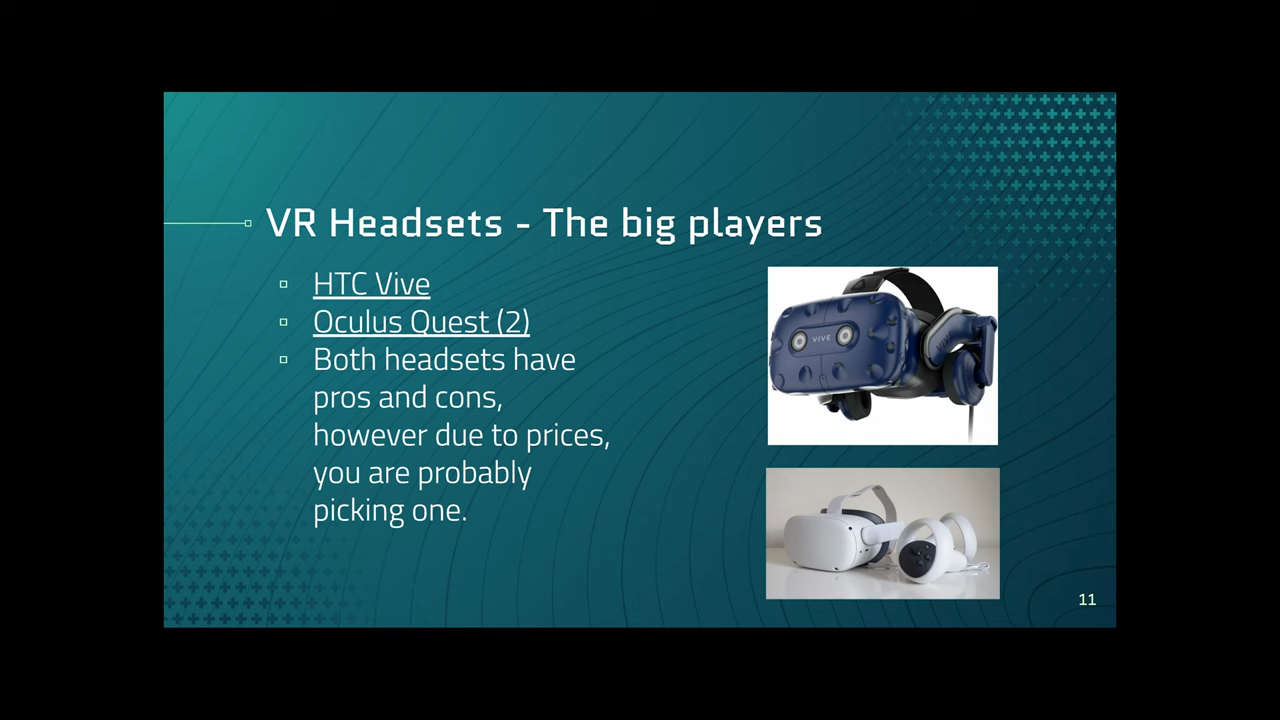 VR Headsets - The big players
HTC Vive
Oculus Quest (2)
Both headsets have
pros and cons,
however due to prices,
you are probably
picking one.
VIVE
11